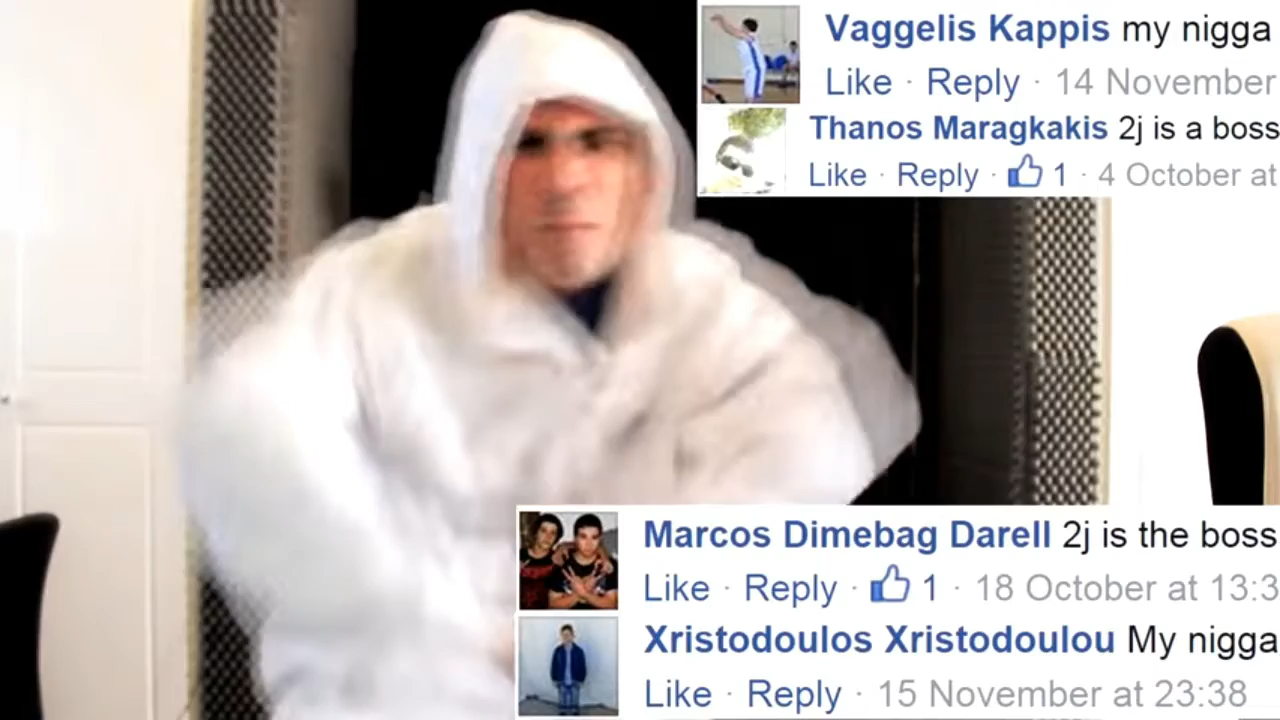 Vaggelis Kappis my nigga
Like · Reply · 14 November
Thanos Maragkakis 2j is a boss
Like · Reply · 1 · 4 October at
Marcos Dimebag Darell 2j is the boss
Like · Reply · 1 · 18 October at 13:3
Xristodoulos Xristodoulou My nigga
Like · Reply · 15 November at 23:38